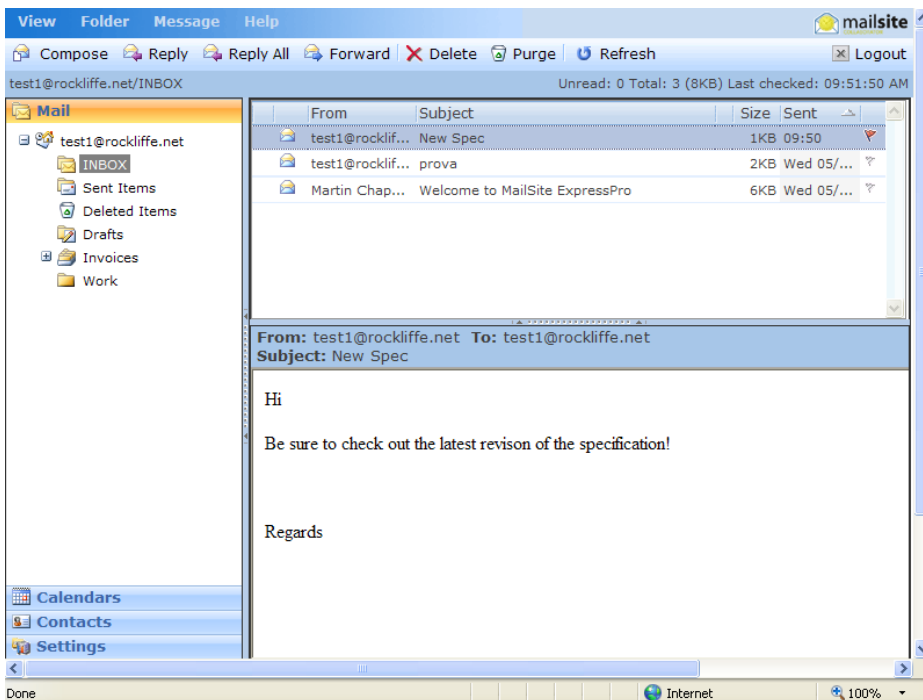 View Folder Message Help mailsite
Compose Reply Reply All Forward Delete Purge Refresh Logout
test1@rockliffe.net/INBOX Unread: 0 Total: 3 (8KB) Last checked: 09:51:50 AM
Mail
test1@rockliffe.net
INBOX
Sent Items
Deleted Items
Drafts
Invoices
Work
Calendars
Contacts
Settings
From Subject Size Sent
test1@rocklif... New Spec 1KB 09:50
test1@rocklif... prova 2KB Wed 05/...
Martin Chap... Welcome to MailSite ExpressPro 6KB Wed 05/...
From: test1@rockliffe.net To: test1@rockliffe.net
Subject: New Spec
Hi
Be sure to check out the latest revison of the specification!
Regards
Done Internet 100%